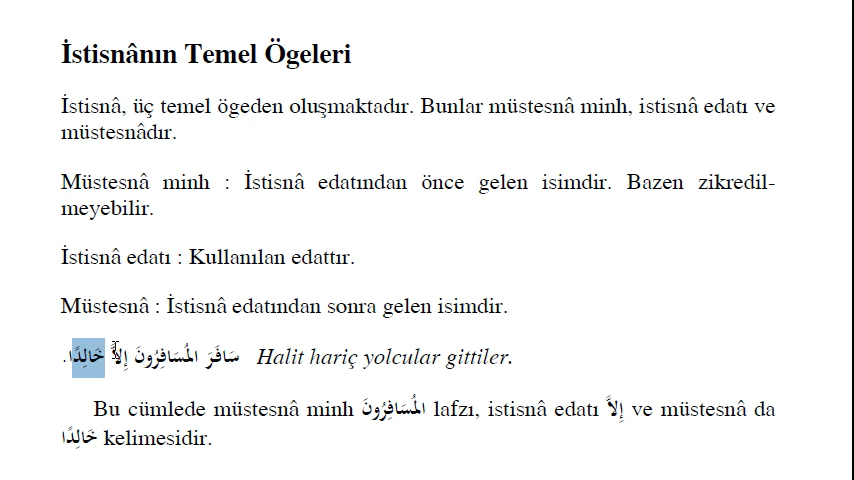 İstisnânın Temel Ögeleri
İstisnâ, üç temel ögeden oluşmaktadır. Bunlar müstesnâ minh, istisnâ edatı ve
müstesnâdır.
Müstesnâ minh : İstisnâ edatından önce gelen isimdir. Bazen zikredil-
meyebilir.
İstisnâ edatı : Kullanılan edattır.
Müstesnâ : İstisnâ edatından sonra gelen isimdir.
سَافَرَ المُسَافِرُونَ إِلاَّ خَالِدًا. Halit hariç yolcular gittiler.
Bu cümlede müstesnâ minh المُسَافِرُونَ lafzı, istisnâ edatı إِلاَّ ve müstesnâ da
خَالِدًا kelimesidir.